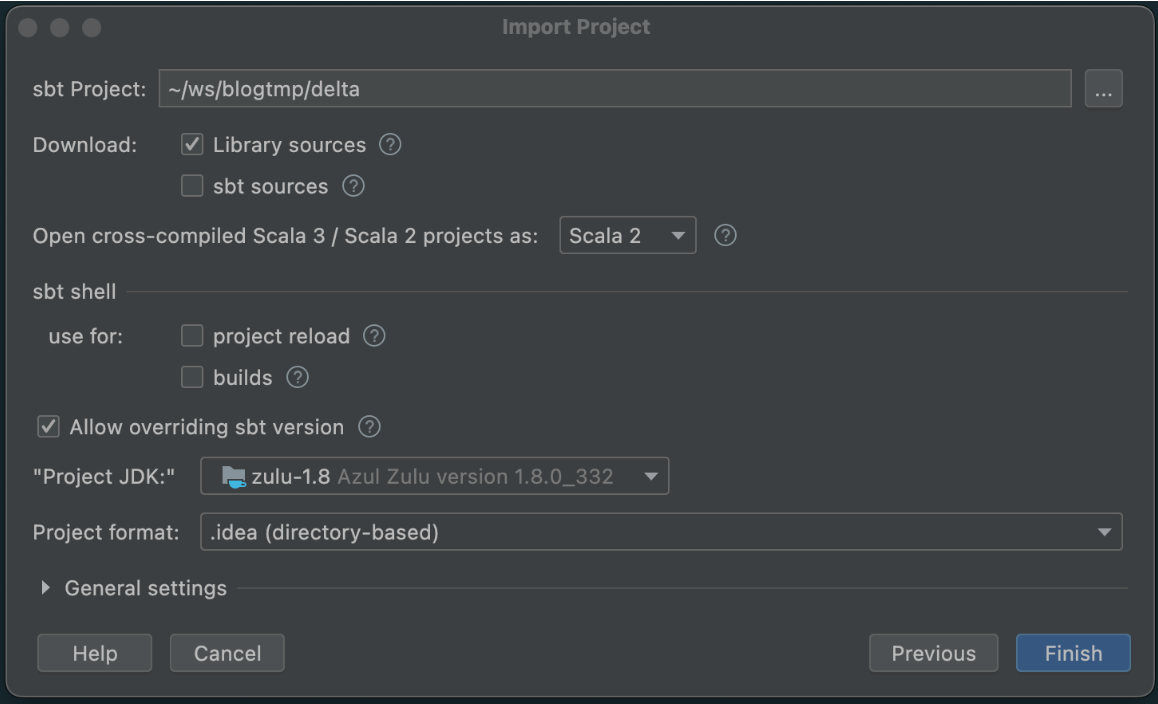 Import Project
sbt Project: ~/ws/blogtmp/delta ...
Download: Library sources ?
sbt sources ?
Open cross-compiled Scala 3 / Scala 2 projects as: Scala 2 ?
sbt shell
use for: project reload ?
builds ?
Allow overriding sbt version ?
"Project JDK:" zulu-1.8 Azul Zulu version 1.8.0_332
Project format: .idea (directory-based)
General settings
Help Cancel Previous Finish